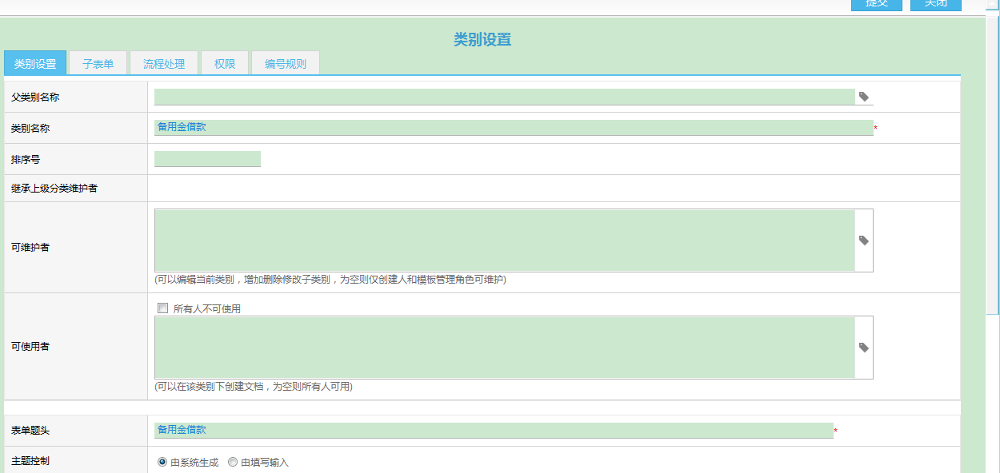 提交 关闭
类别设置
类别设置 子表单 流程处理 权限 编号规则
父类别名称
类别名称 备用金借款 *
排序号
继承上级分类维护者
可维护者
(可以编辑当前类别，增加删除修改子类别，为空则仅创建人和模板管理角色可维护)
所有人不可使用
可使用者
(可以在该类别下创建文档，为空则所有人可用)
表单题头 备用金借款 *
主题控制 由系统生成 由填写输入